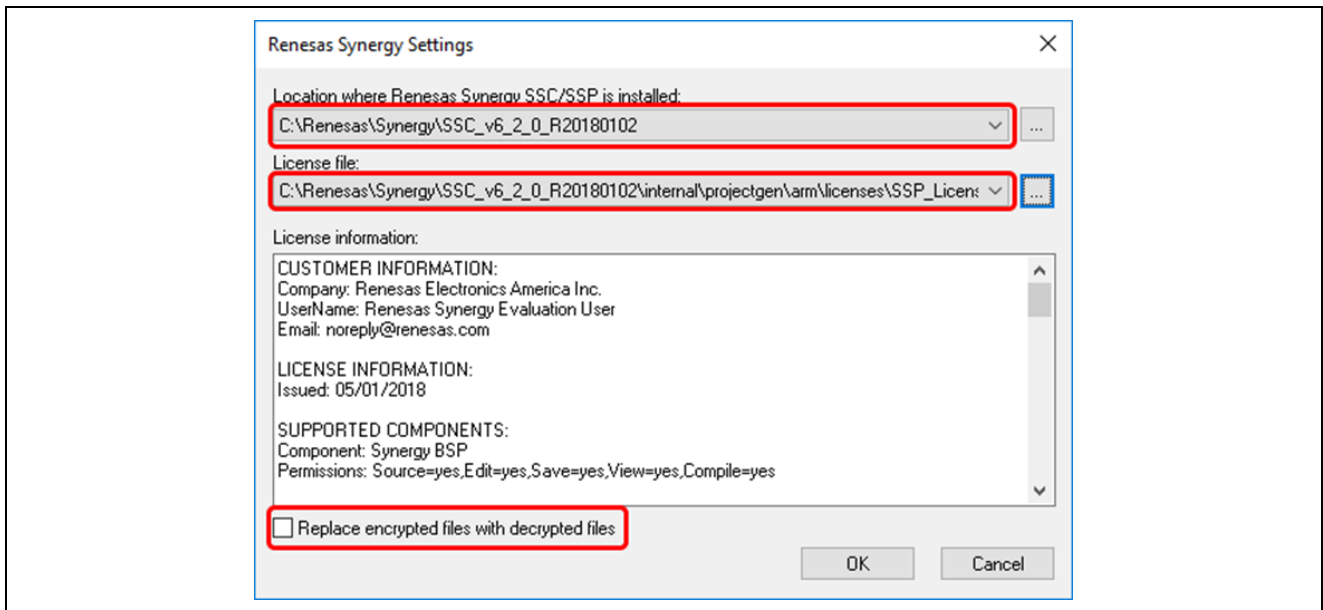 Renesas Synergy Settings
Location where Renesas Synergy SSC/SSP is installed:
C:\Renesas\Synergy\SSC_v6_2_0_R20180102
...
License file:
C:\Renesas\Synergy\SSC_v6_2_0_R20180102\internal\projectgen\arm\licenses\SSP_Licens
...
License information:
CUSTOMER INFORMATION:
Company: Renesas Electronics America Inc.
UserName: Renesas Synergy Evaluation User
Email: noreply@renesas.com
LICENSE INFORMATION:
Issued: 05/01/2018
SUPPORTED COMPONENTS:
Component: Synergy BSP
Permissions: Source=yes,Edit=yes,Save=yes,View=yes,Compile=yes
Replace encrypted files with decrypted files
OK
Cancel